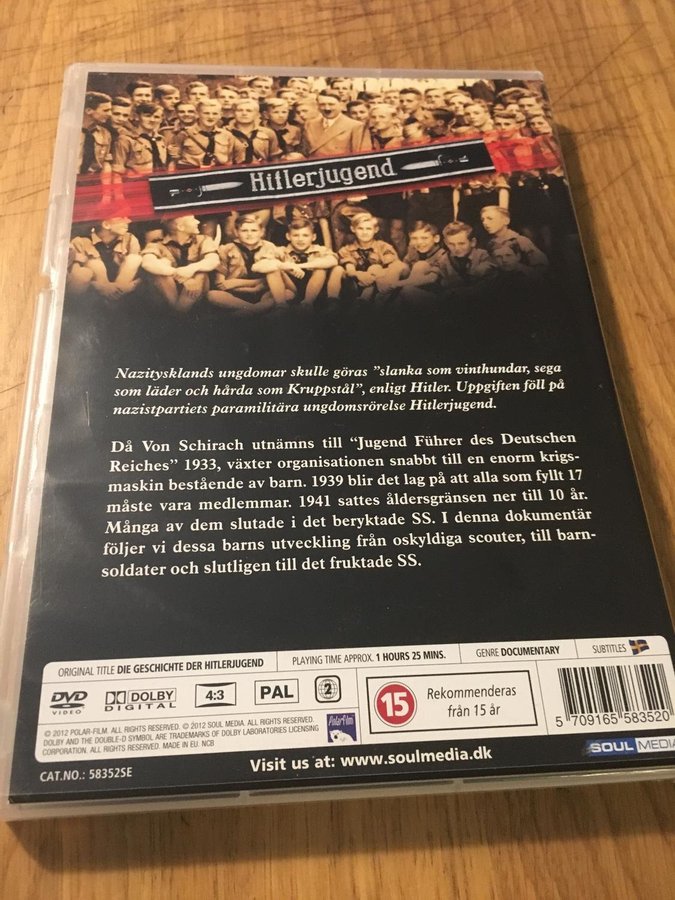 Hitlerjugend
Nazitysklands ungdomar skulle göras "slanka som vinthundar, sega
som läder och hårda som Kruppstål", enligt Hitler. Uppgiften föll på
nazistpartiets paramilitära ungdomsrörelse Hitlerjugend.
Då Von Schirach utnämns till "Jugend Führer des Deutschen
Reiches" 1933, växter organisationen snabbt till en enorm krigs-
maskin bestående av barn. 1939 blir det lag på att alla som fyllt 17
måste vara medlemmar. 1941 sattes åldersgränsen ner till 10 år.
Många av dem slutade i det beryktade SS. I denna dokumentär
följer vi dessa barns utveckling från oskyldiga scouter, till barn-
soldater och slutligen till det fruktade SS.
ORIGINAL TITLE DIE GESCHICHTE DER HITLERJUGEND PLAYING TIME APPROX. 1 HOURS 25 MINS. GENRE DOCUMENTARY SUBTITLES
DVD
VIDEO
DOLBY
DIGITAL
4:3
PAL
2
15
Rekommenderas
från 15 år
5 709165 583520
© 2012 POLAR-FILM. ALL RIGHTS RESERVED. © 2012 SOUL MEDIA. ALL RIGHTS RESERVED.
DOLBY AND THE DOUBLE-D SYMBOL ARE TRADEMARKS OF DOLBY LABORATORIES LICENSING
CORPORATION. ALL RIGHTS RESERVED. MADE IN EU. NCB
PolarFilm
SOUL MEDIA
CAT.NO.: 58352SE
Visit us at: www.soulmedia.dk